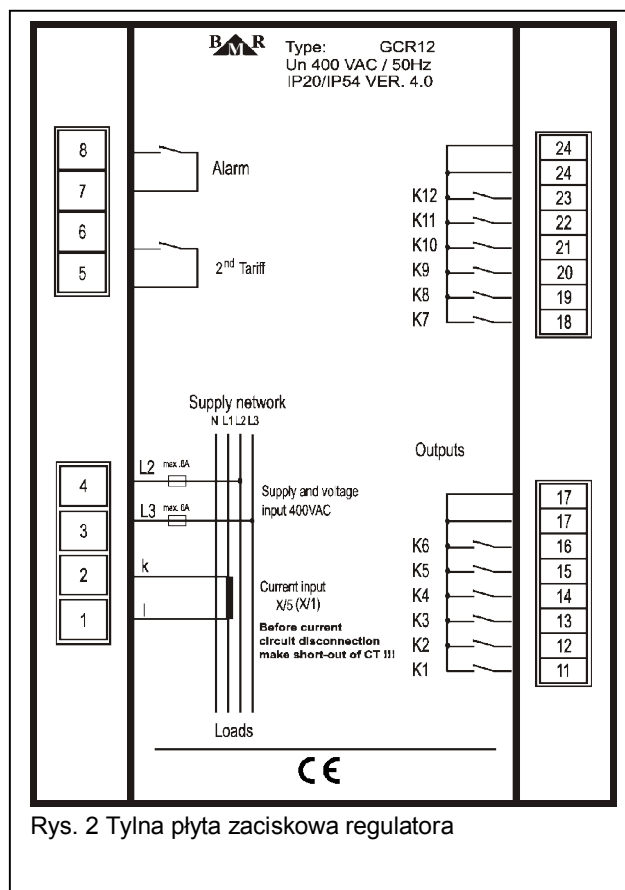 BMR
Type: GCR12
Un 400 VAC / 50Hz
IP20/IP54 VER. 4.0
8
7
6
5
Alarm
2nd Tariff
K12
K11
K10
K9
K8
K7
24
24
23
22
21
20
19
18
Supply network
N L1 L2 L3
4
3
2
1
L2 max. 6A
L3 max. 6A
k
l
Supply and voltage
input 400VAC
Current input
X/5 (X/1)
Before current
circuit disconnection
make short-out of CT !!!
Loads
Outputs
K6
K5
K4
K3
K2
K1
17
17
16
15
14
13
12
11
CE
Rys. 2 Tylna płyta zaciskowa regulatora